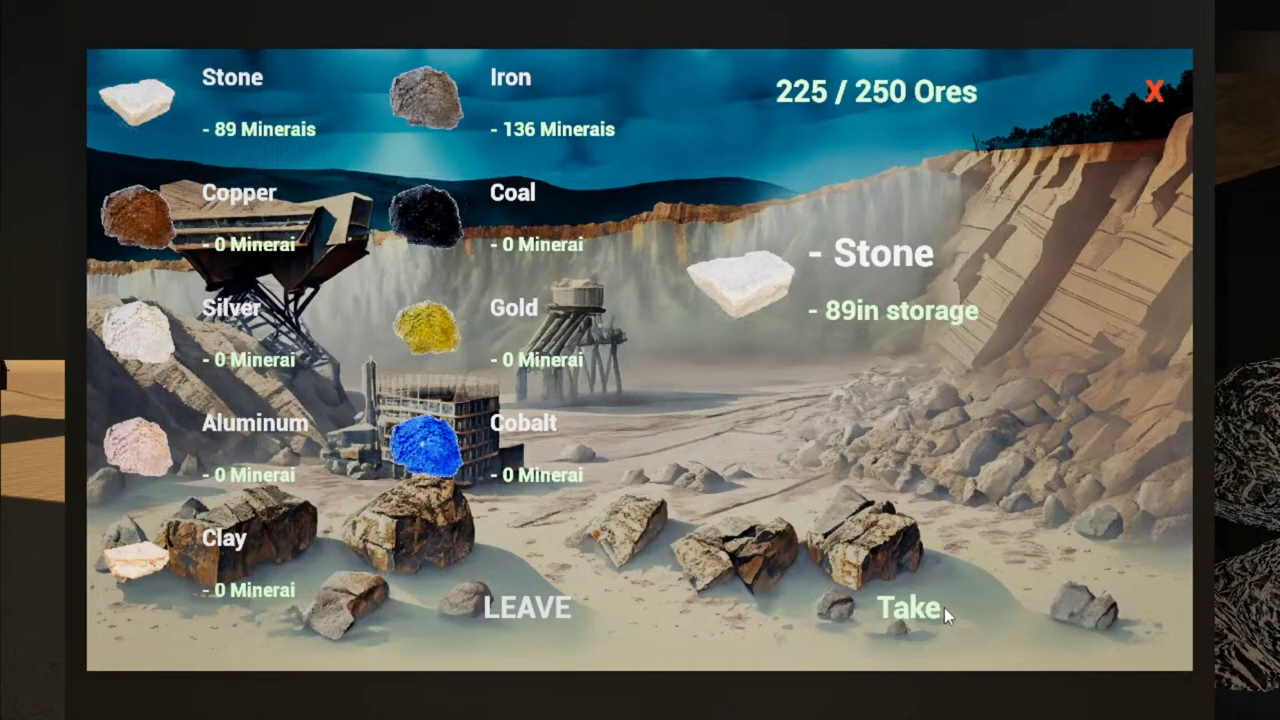 Stone
- 89 Minerais
Iron
- 136 Minerais
225 / 250 Ores
X
Copper
- 0 Minerai
Coal
- 0 Minerai
- Stone
- 89in storage
Silver
- 0 Minerai
Gold
- 0 Minerai
Aluminum
- 0 Minerai
Cobalt
- 0 Minerai
Clay
- 0 Minerai
LEAVE
Take